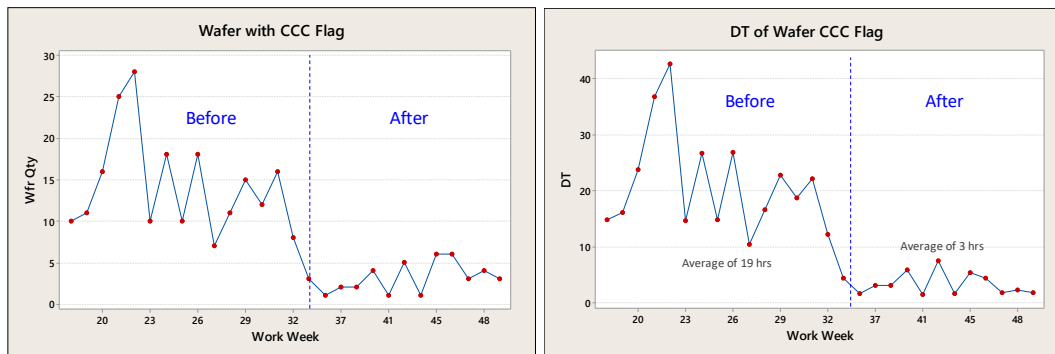 Wafer with CCC Flag
30
25
20
15
10
5
0
Wfr Qty
Before
After
20 23 26 29 32 37 41 45 48
Work Week
DT of Wafer CCC Flag
40
30
20
10
0
DT
Before
After
Average of 19 hrs
Average of 3 hrs
20 23 26 29 32 37 41 45 48
Work Week